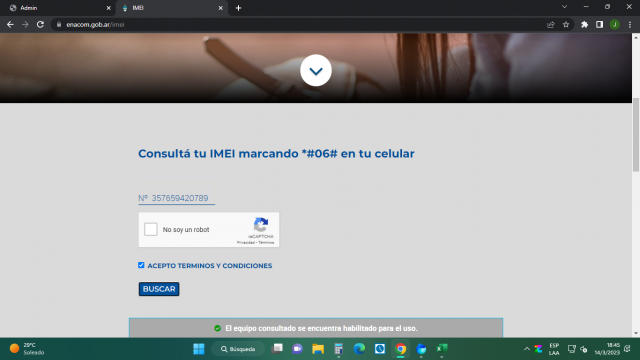 Admin
IMEI
enacom.gob.ar/imei
J
Consultá tu IMEI marcando *#06# en tu celular
Nº 357659420789
No soy un robot
reCAPTCHA
Privacidad - Términos
ACEPTO TERMINOS Y CONDICIONES
BUSCAR
El equipo consultado se encuentra habilitado para el uso.
29°C
Soleado
Búsqueda
ESP
LAA
18:45
14/3/2023